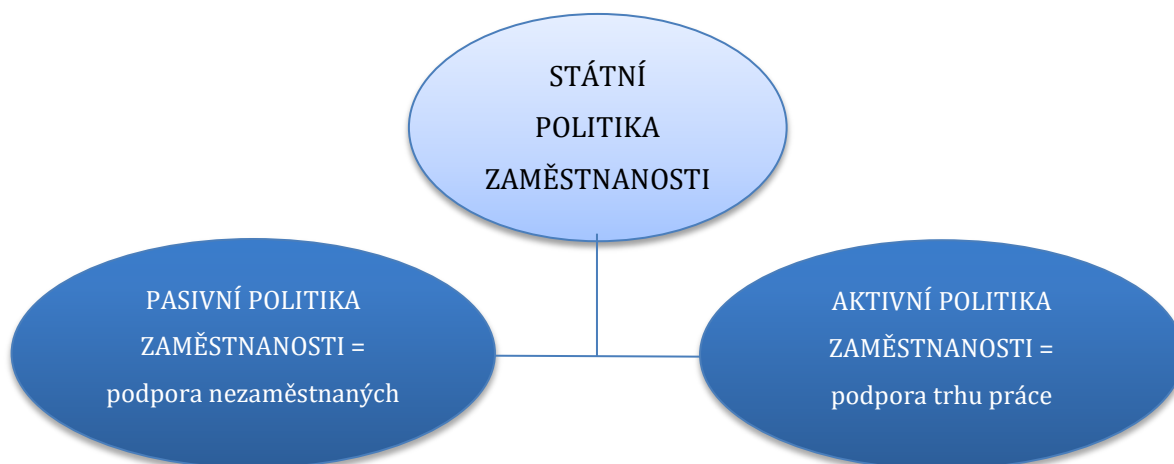 STÁTNÍ
POLITIKA
ZAMĚSTNANOSTI
PASIVNÍ POLITIKA
ZAMĚSTNANOSTI =
podpora nezaměstnaných
AKTIVNÍ POLITIKA
ZAMĚSTNANOSTI =
podpora trhu práce